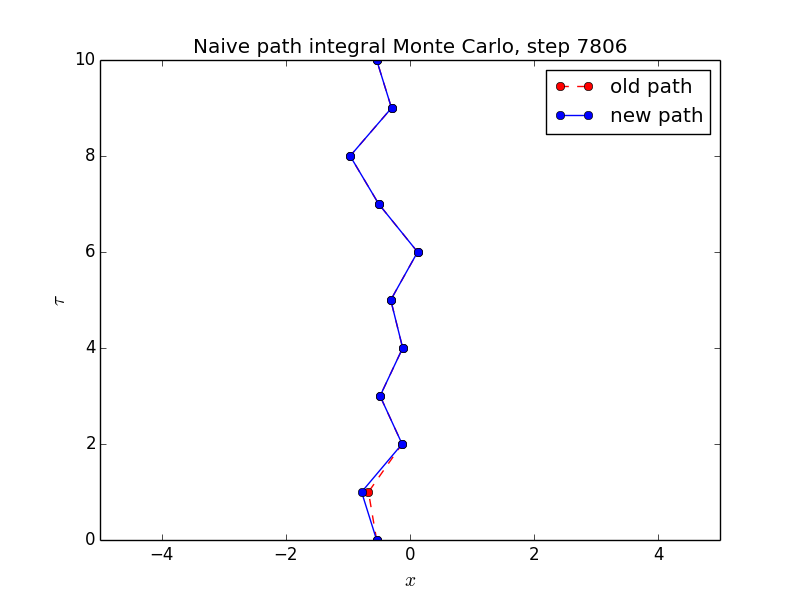 Naive path integral Monte Carlo, step 7806
10
old path
new path
8
6
τ
4
2
0
−4 −2 0 2 4
x